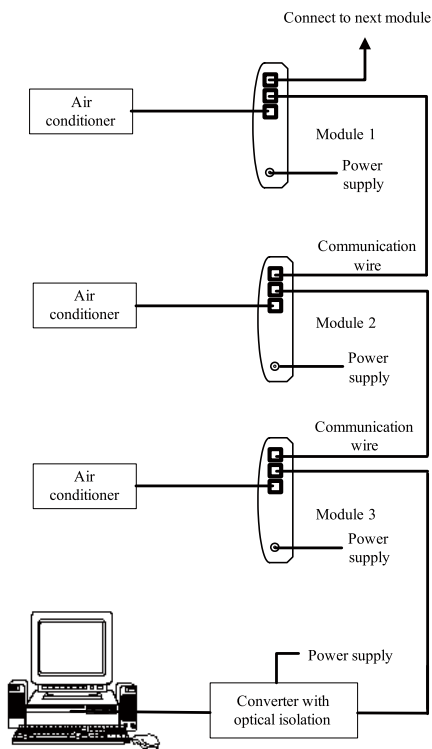 Connect to next module
Air
conditioner
Module 1
Power
supply
Communication
wire
Air
conditioner
Module 2
Power
supply
Communication
wire
Air
conditioner
Module 3
Power
supply
Power supply
Converter with
optical isolation